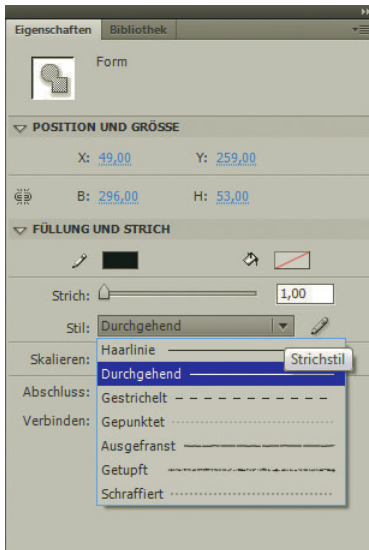 Eigenschaften Bibliothek
Form
POSITION UND GRÖSSE
X: 49,00 Y: 259,00
B: 296,00 H: 53,00
FÜLLUNG UND STRICH
Strich: 1,00
Stil: Durchgehend
Skalieren: Haarlinie
Strichstil
Durchgehend
Abschluss: Gestrichelt
Verbinden: Gepunktet
Ausgefranst
Getupft
Schraffiert